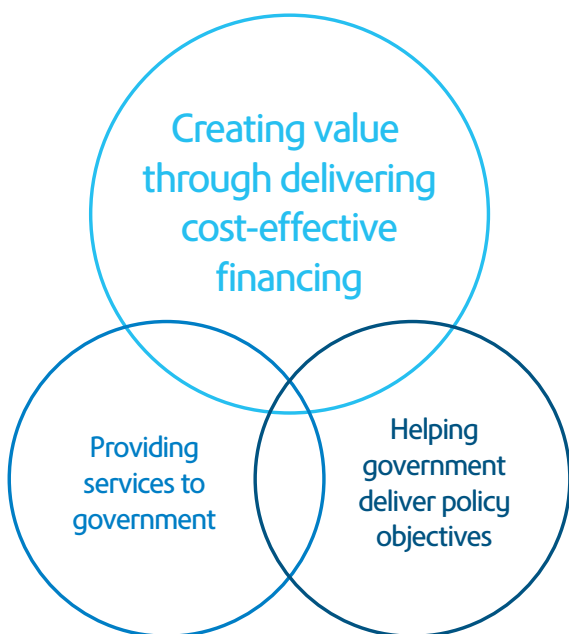 Creating value
through delivering
cost-effective
financing
Providing
services to
government
Helping
government
deliver policy
objectives